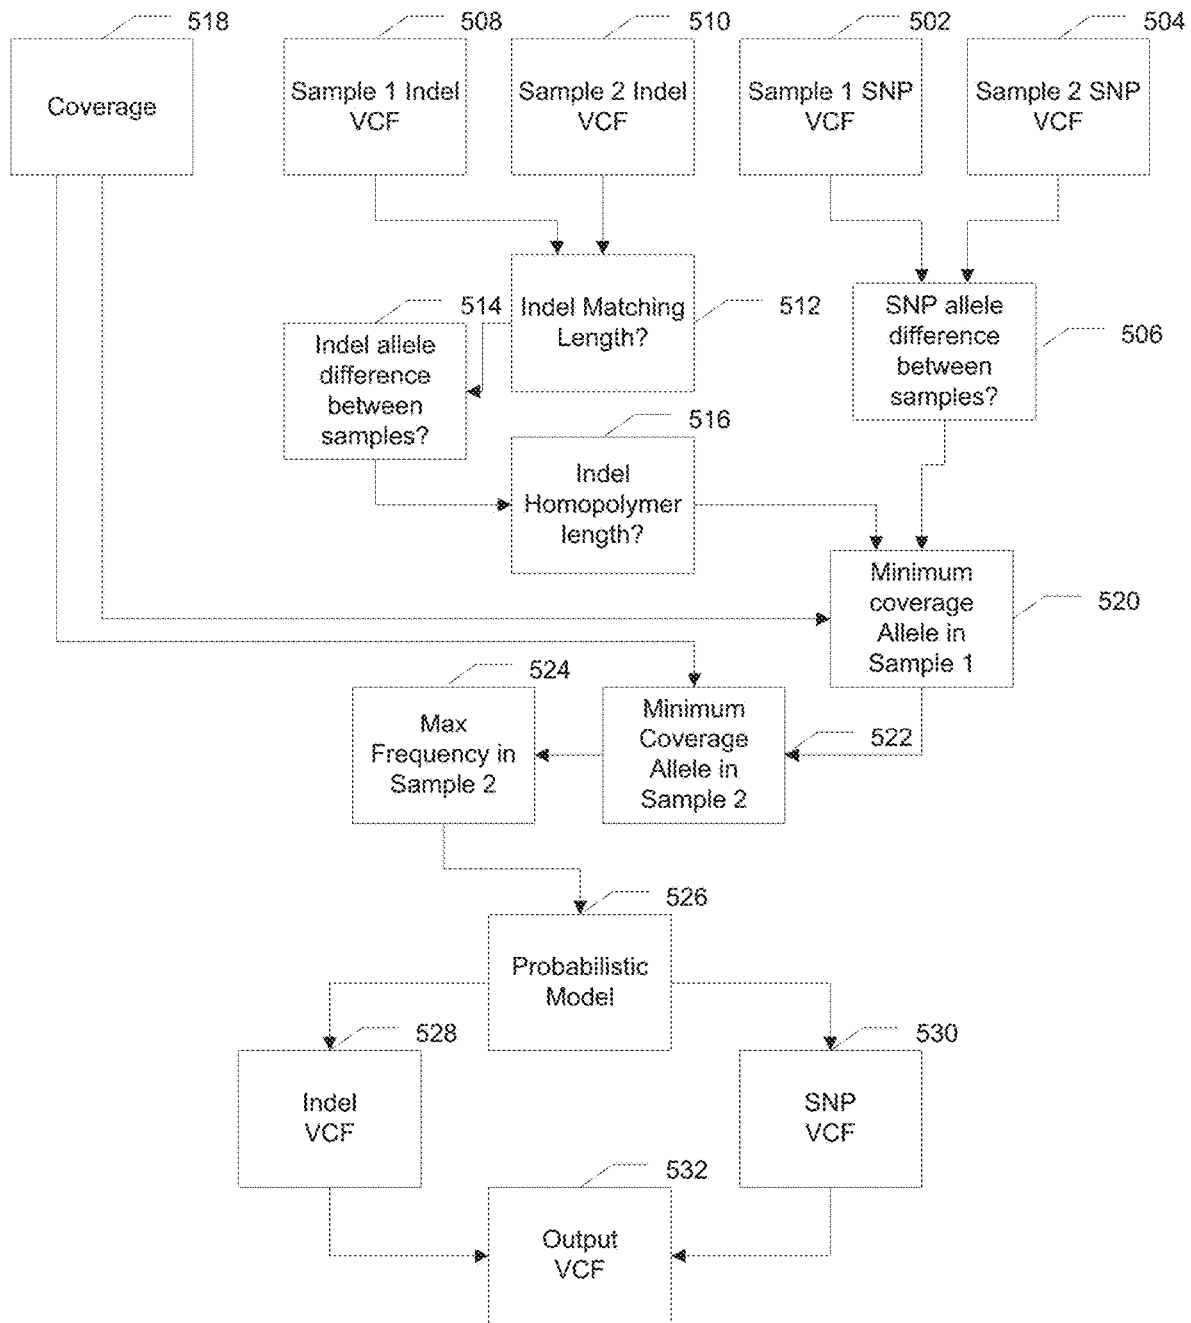 518
508
510
502
504
Coverage
Sample 1 Indel
VCF
Sample 2 Indel
VCF
Sample 1 SNP
VCF
Sample 2 SNP
VCF
Indel Matching
Length?
512
514
Indel allele
difference
between
samples?
SNP allele
difference
between
samples?
506
516
Indel
Homopolymer
length?
Minimum
coverage
Allele in
Sample 1
520
524
Max
Frequency in
Sample 2
Minimum
Coverage
Allele in
Sample 2
522
526
Probabilistic
Model
528
530
Indel
VCF
SNP
VCF
532
Output
VCF